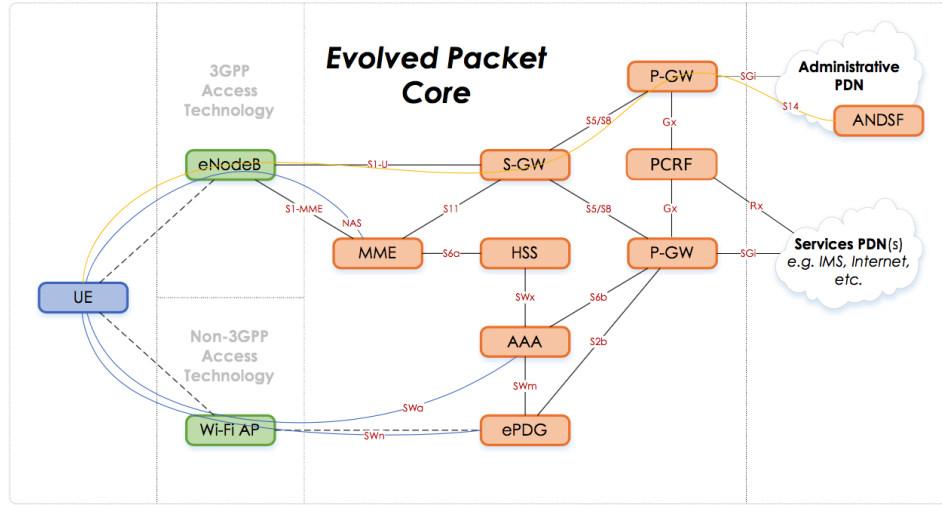 Evolved Packet
Core
3GPP
Access
Technology
P-GW
SGi
Administrative
PDN
S14
ANDSF
S5/S8
Gx
eNodeB
S1-U
S-GW
PCRF
S1-MME
NAS
S11
S5/S8
Gx
Rx
MME
S6a
HSS
P-GW
SGi
Services PDN(s)
e.g. IMS, Internet,
etc.
UE
SWx
S6b
Non-3GPP
Access
Technology
AAA
S2b
SWm
SWa
Wi-Fi AP
SWn
ePDG